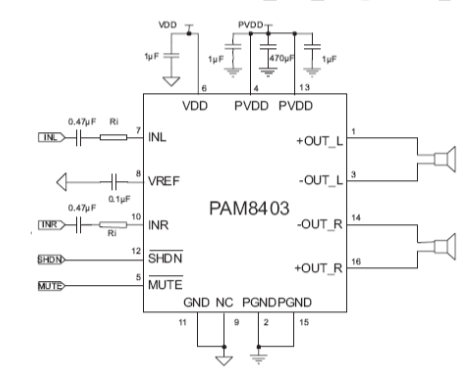 VDD PVDD
1μF 1μF 470μF 1μF
6 4 13
VDD PVDD PVDD
0.47μF Ri
INL 7 INL +OUT_L 1
8 VREF -OUT_L 3
0.1μF
0.47μF
PAM8403
INR Ri 10 INR -OUT_R 14
SHDN 12 SHDN +OUT_R 16
MUTE 5 MUTE
GND NC PGND PGND
11 9 2 15